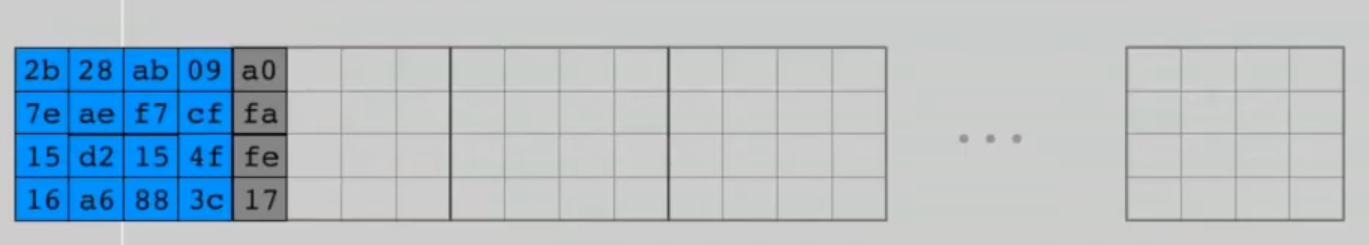 2b 28 ab 09 a0
7e ae f7 cf fa
15 d2 15 4f fe
16 a6 88 3c 17